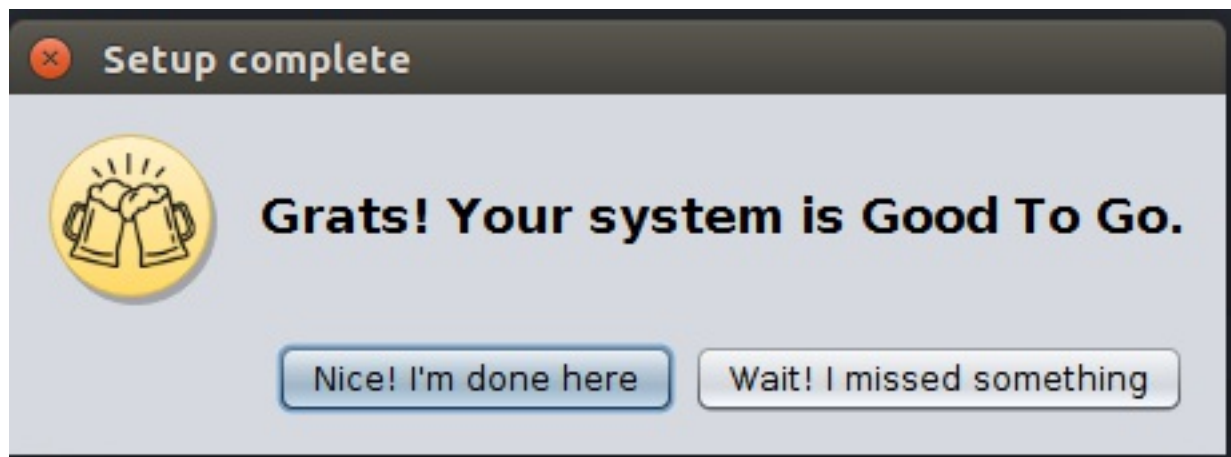 Setup complete
Grats! Your system is Good To Go.
Nice! I'm done here
Wait! I missed something